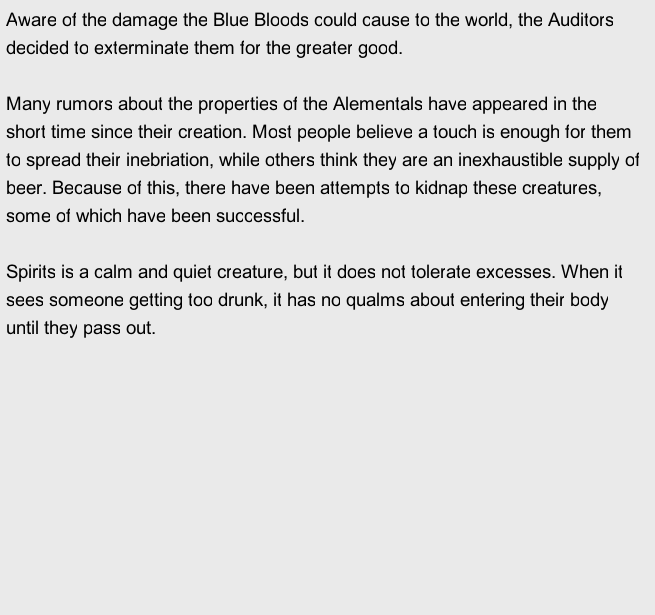 Aware of the damage the Blue Bloods could cause to the world, the Auditors
decided to exterminate them for the greater good.
Many rumors about the properties of the Alementals have appeared in the
short time since their creation. Most people believe a touch is enough for them
to spread their inebriation, while others think they are an inexhaustible supply of
beer. Because of this, there have been attempts to kidnap these creatures,
some of which have been successful.
Spirits is a calm and quiet creature, but it does not tolerate excesses. When it
sees someone getting too drunk, it has no qualms about entering their body
until they pass out.